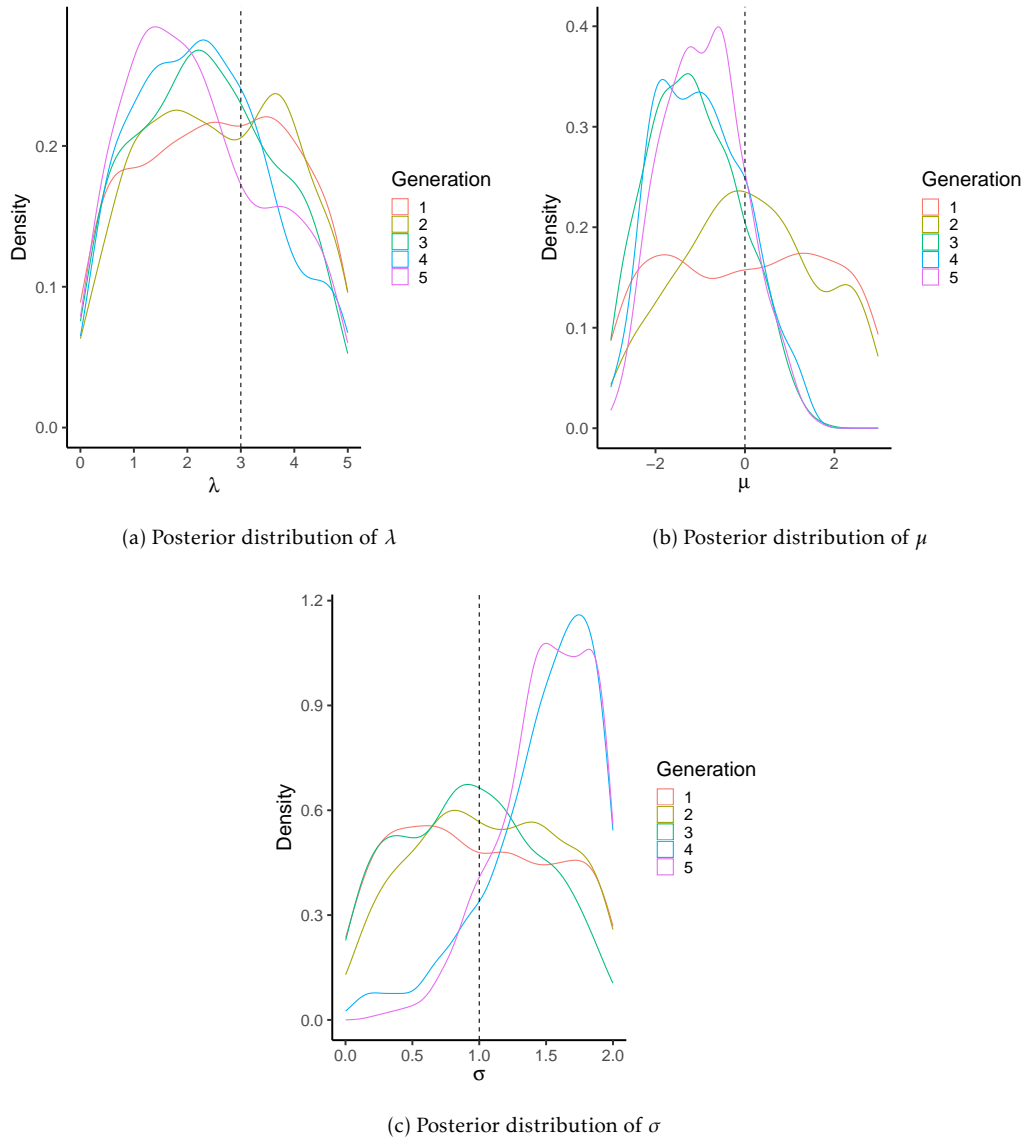 0.2
0.1
0.0
Density
0 1 2 3 4 5
λ
Generation
1
2
3
4
5
(a) Posterior distribution of λ
0.4
0.3
0.2
0.1
0.0
Density
−2 0 2
μ
Generation
1
2
3
4
5
(b) Posterior distribution of μ
1.2
0.9
0.6
0.3
0.0
Density
0.0 0.5 1.0 1.5 2.0
σ
Generation
1
2
3
4
5
(c) Posterior distribution of σ